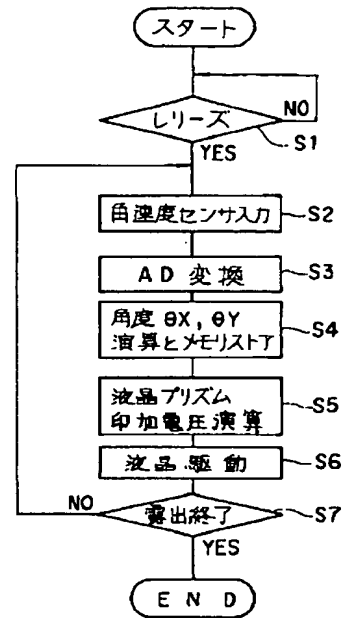 スタート
NO
レリーズ
S1
YES
角速度センサ入力
S2
AD変換
S3
角度 θX, θY
演算とメモリストア
S4
液晶プリズム
印加電圧演算
S5
液晶駆動
S6
NO
露出終了
S7
YES
END